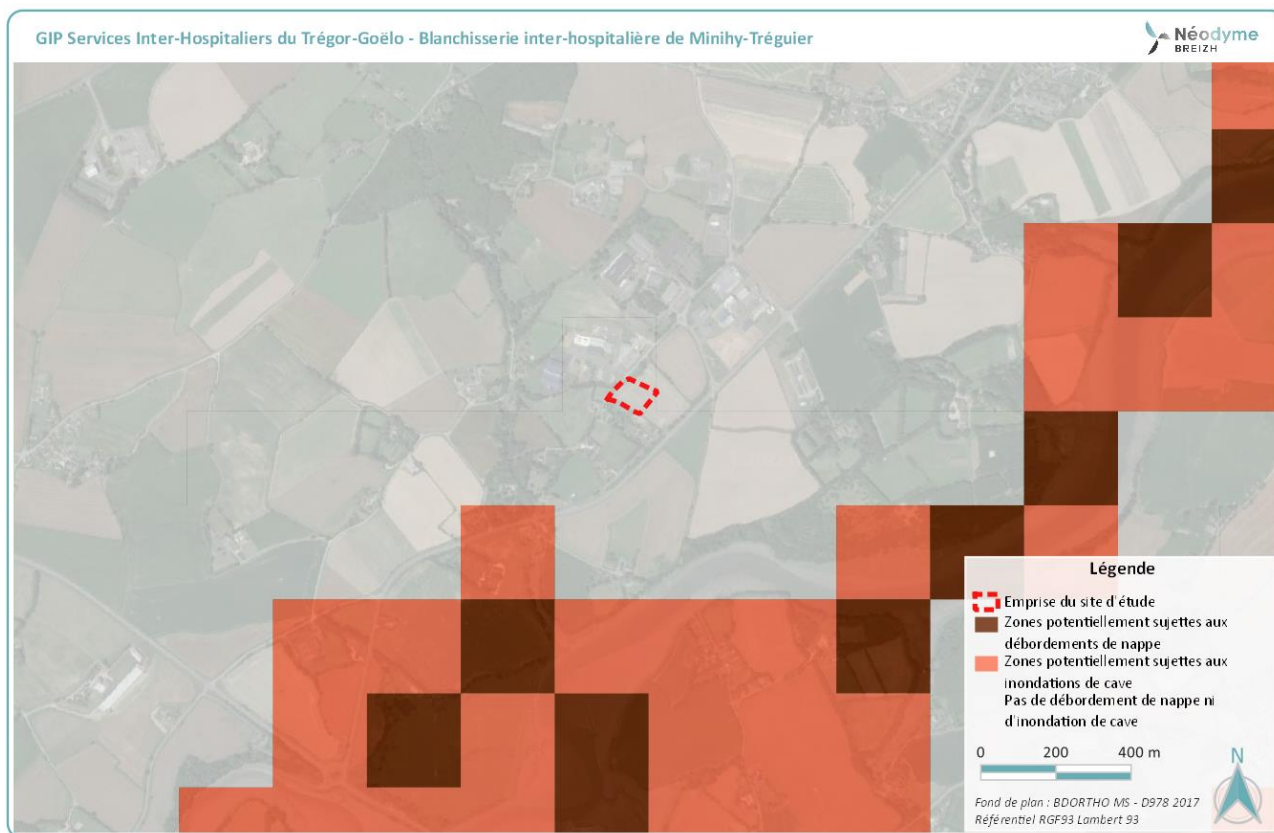 GIP Services Inter-Hospitaliers du Trégor-Goëlo - Blanchisserie inter-hospitalière de Minihy-Tréguier
Néodyme
BREIZH
Légende
Emprise du site d'étude
Zones potentiellement sujettes aux
débordements de nappe
Zones potentiellement sujettes aux
inondations de cave
Pas de débordement de nappe ni
d'inondation de cave
0 200 400 m
N
Fond de plan : BDORTHO MS - D978 2017
Référentiel RGF93 Lambert 93